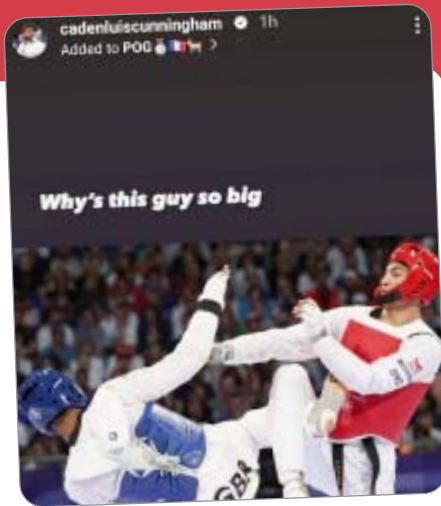 cadenluiscunningham 1h
Added to POG🥈🇫🇷🐐 >
Why's this guy so big
GBR